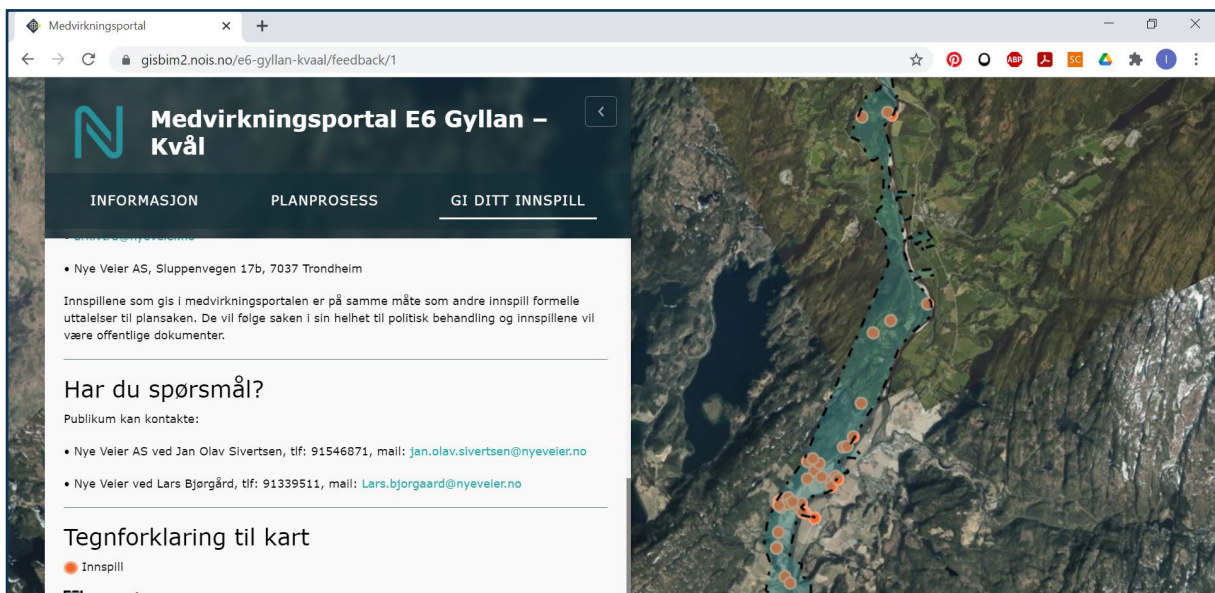 Medvirkningsportal
gisbim2.nois.no/e6-gyllan-kvaal/feedback/1
ABP
SC
I
Medvirkningsportal E6 Gyllan –
Kvål
INFORMASJON PLANPROSESS GI DITT INNSPILL
• Nye Veier AS, Sluppenvegen 17b, 7037 Trondheim
Innspillene som gis i medvirkningsportalen er på samme måte som andre innspill formelle
uttalelser til plansaken. De vil følge saken i sin helhet til politisk behandling og innspillene vil
være offentlige dokumenter.
Har du spørsmål?
Publikum kan kontakte:
• Nye Veier AS ved Jan Olav Sivertsen, tlf: 91546871, mail: jan.olav.sivertsen@nyeveier.no
• Nye Veier ved Lars Bjørgård, tlf: 91339511, mail: Lars.bjorgaard@nyeveier.no
Tegnforklaring til kart
Innspill